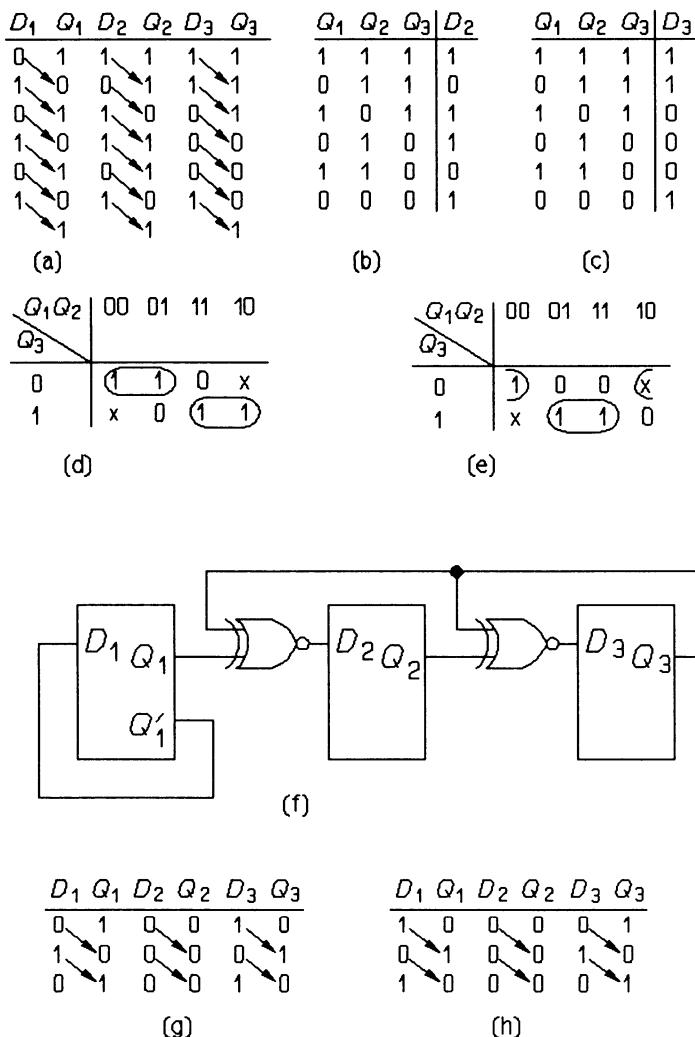 D₁ Q₁ D₂ Q₂ D₃ Q₃
0 1 1 1 1 1
1 0 0 1 1 1
0 1 1 0 0 1
1 0 1 1 0 0
0 1 0 1 0 0
1 0 1 0 1 0
1 1 1
(a)
Q₁ Q₂ Q₃ D₂
1 1 1 1
0 1 1 0
1 0 1 1
0 1 0 1
1 1 0 0
0 0 0 1
(b)
Q₁ Q₂ Q₃ D₃
1 1 1 1
0 1 1 1
1 0 1 0
0 1 0 0
1 1 0 0
0 0 0 1
(c)
Q₁Q₂ 00 01 11 10
Q₃
0 1 1 0 x
1 x 0 1 1
(d)
Q₁Q₂ 00 01 11 10
Q₃
0 1 0 0 x
1 x 1 1 0
(e)
D₁ Q₁ D₂ Q₂ D₃ Q₃
Q′₁
(f)
D₁ Q₁ D₂ Q₂ D₃ Q₃
0 1 0 0 1 0
1 0 0 0 0 1
0 1 0 0 1 0
(g)
D₁ Q₁ D₂ Q₂ D₃ Q₃
1 0 0 0 0 1
0 1 0 0 1 0
1 0 0 0 0 1
(h)